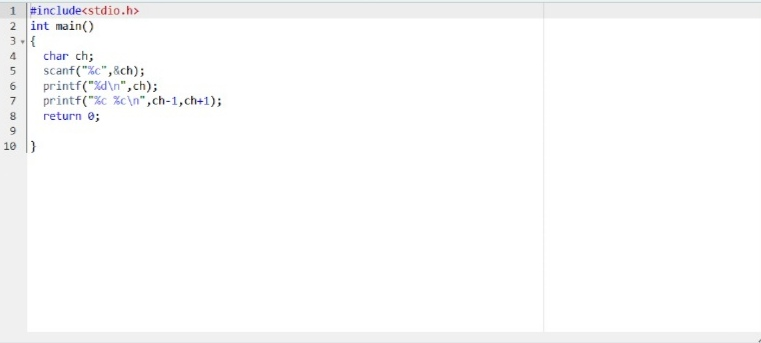 1 #include<stdio.h>
2 int main()
3 {
4 char ch;
5 scanf("%c",&ch);
6 printf("%d\n",ch);
7 printf("%c %c\n",ch-1,ch+1);
8 return 0;
9
10 }